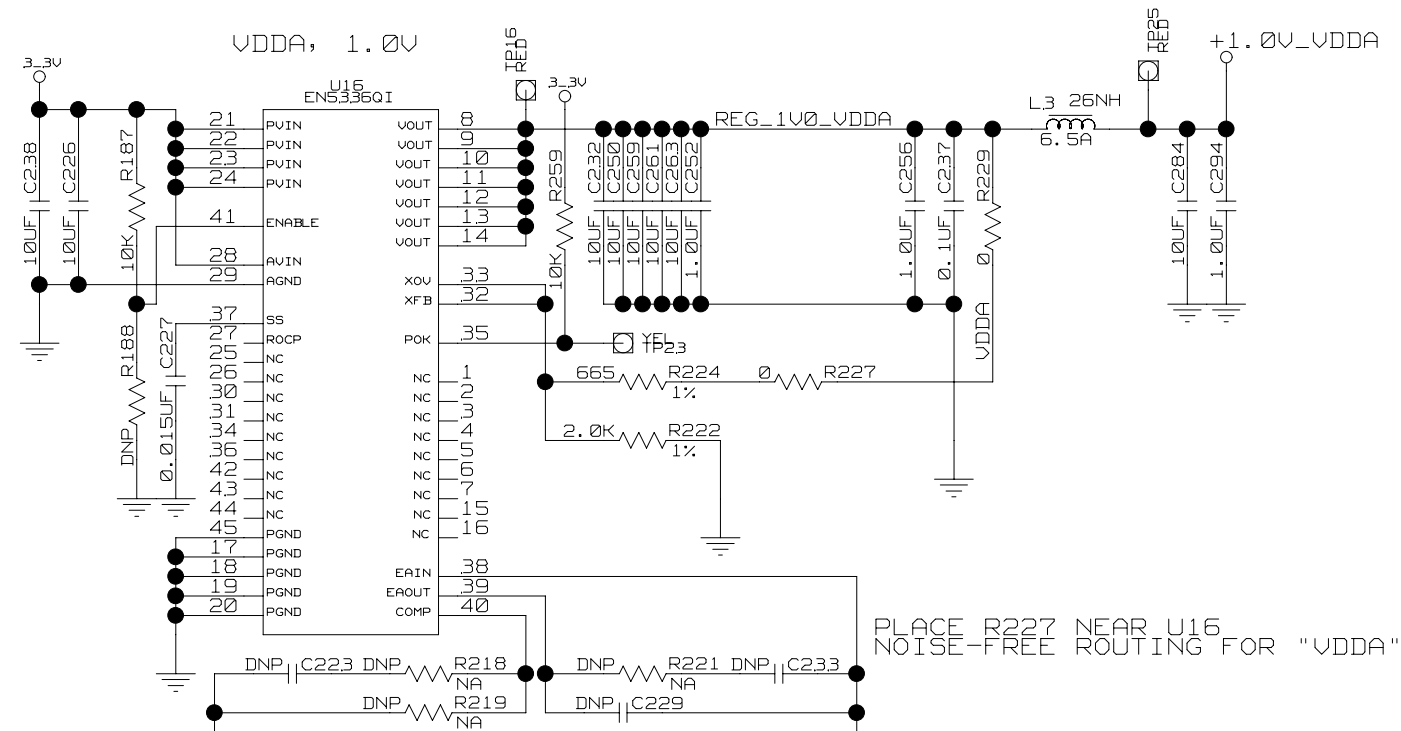 VDDA, 1.0V
TP16
RED
TP25
RED
+1.0V_VDDA
3_3V
U16
EN5336QI
3_3V
L3 26NH
6.5A
REG_1V0_VDDA
21 PVIN
22 PVIN
23 PVIN
24 PVIN
41 ENABLE
28 AVIN
29 AGND
37 SS
27 ROCP
25 NC
26 NC
30 NC
31 NC
34 NC
36 NC
42 NC
43 NC
44 NC
45 PGND
17 PGND
18 PGND
19 PGND
20 PGND
VOUT 8
VOUT 9
VOUT 10
VOUT 11
VOUT 12
VOUT 13
VOUT 14
XOV 33
XFB 32
POK 35
NC 1
NC 2
NC 3
NC 4
NC 5
NC 6
NC 7
NC 15
NC 16
EAIN 38
EAOUT 39
COMP 40
10UF C238
10UF C226
10K R187
DNP R188
0.015UF C227
10K R259
10UF C232
10UF C250
10UF C259
10UF C261
10UF C263
1.0UF C252
1.0UF C256
0.1UF C237
0 R229
VDDA
10UF C284
1.0UF C294
YEL
TP23
665 R224
1%
0 R227
2.0K R222
1%
PLACE R227 NEAR U16
NOISE-FREE ROUTING FOR "VDDA"
DNP C223 DNP R218
NA
DNP R221 DNP C233
NA
DNP R219
NA
DNP C229